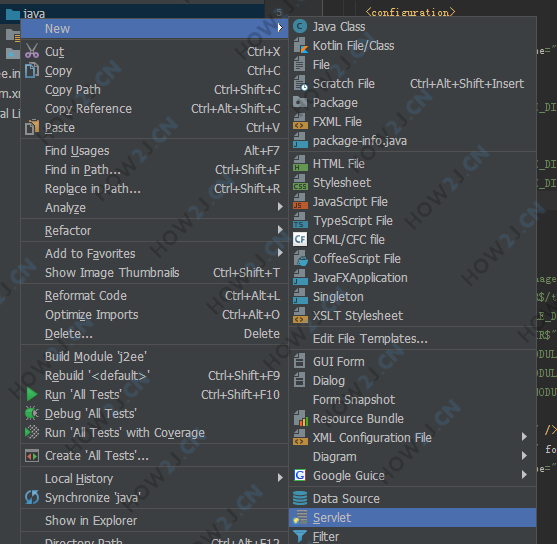 java
New
Cut Ctrl+X
Copy Ctrl+C
Copy Path Ctrl+Shift+C
Copy Reference Ctrl+Alt+Shift+C
Paste Ctrl+V
Find Usages Alt+F7
Find in Path... Ctrl+Shift+F
Replace in Path... Ctrl+Shift+R
Analyze
Refactor
Add to Favorites
Show Image Thumbnails Ctrl+Shift+T
Reformat Code Ctrl+Alt+L
Optimize Imports Ctrl+Alt+O
Delete... Delete
Build Module 'j2ee'
Rebuild '<default>' Ctrl+Shift+F9
Run 'All Tests' Ctrl+Shift+F10
Debug 'All Tests'
Run 'All Tests' with Coverage
Create 'All Tests'...
Local History
Synchronize 'java'
Show in Explorer
Directory Path Ctrl+Alt+F12
Java Class
Kotlin File/Class
File
Scratch File Ctrl+Alt+Shift+Insert
Package
FXML File
package-info.java
HTML File
Stylesheet
JavaScript File
TypeScript File
CFML/CFC file
CoffeeScript File
JavaFXApplication
Singleton
XSLT Stylesheet
Edit File Templates...
GUI Form
Dialog
Form Snapshot
Resource Bundle
XML Configuration File
Diagram
Google Guice
Data Source
Servlet
Filter
<configuration>
HOW2J.CN